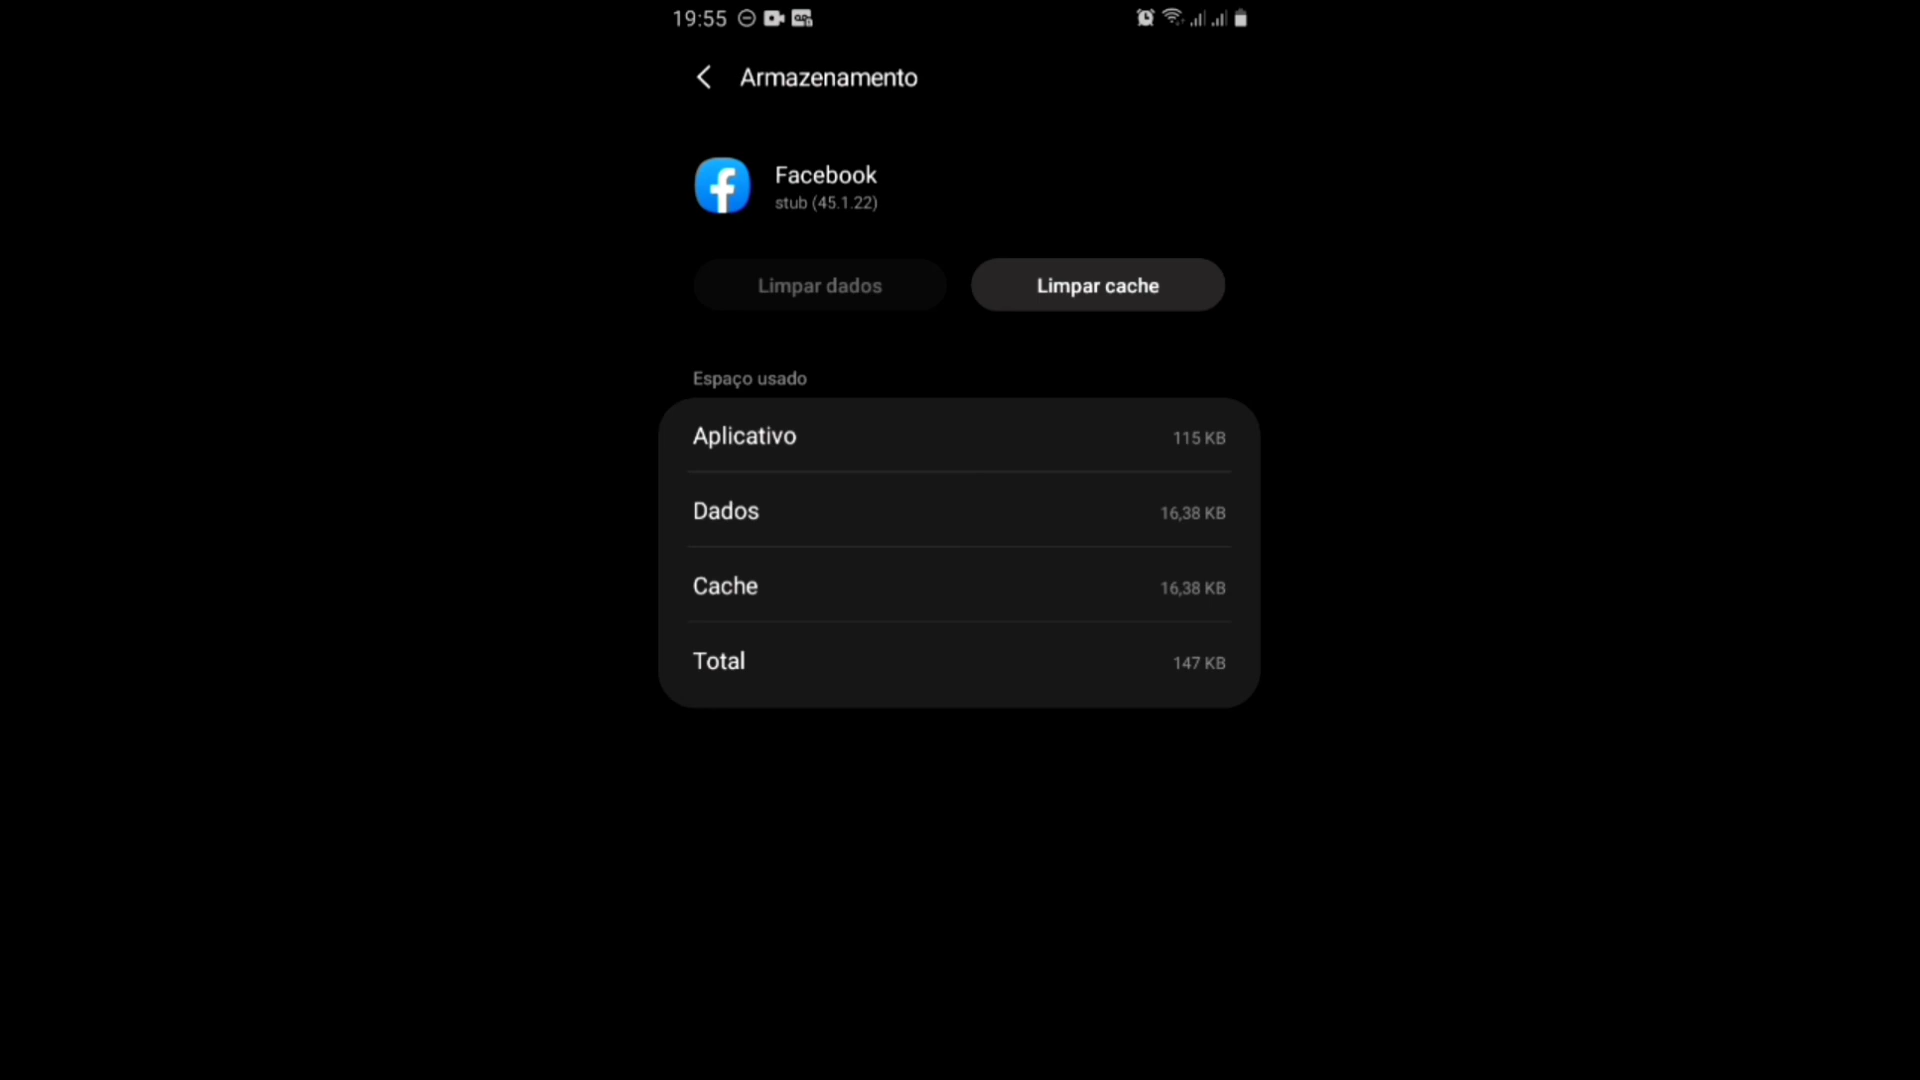 19:55
Armazenamento
Facebook
stub (45.1.22)
Limpar dados
Limpar cache
Espaço usado
Aplicativo 115 KB
Dados 16,38 KB
Cache 16,38 KB
Total 147 KB